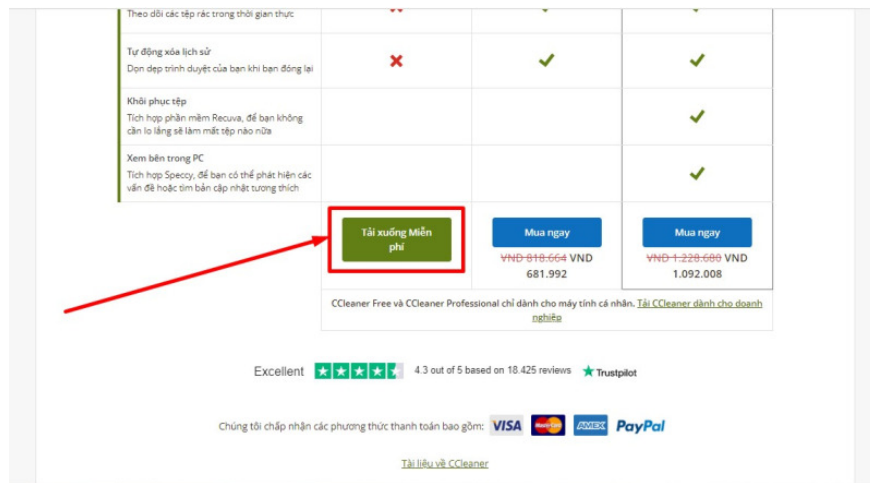 Theo dõi các tệp rác trong thời gian thực
Tự động xóa lịch sử
Dọn dẹp trình duyệt của bạn khi bạn đóng lại
Khôi phục tệp
Tích hợp phần mềm Recuva, để bạn không
cần lo lắng sẽ làm mất tệp nào nữa
Xem bên trong PC
Tích hợp Speccy, để bạn có thể phát hiện các
vấn đề hoặc tìm bản cập nhật tương thích
Tải xuống Miễn
phí
Mua ngay
VND 818.664 VND
681.992
Mua ngay
VND 1.228.688 VND
1.092.008
CCleaner Free và CCleaner Professional chỉ dành cho máy tính cá nhân. Tải CCleaner dành cho doanh
nghiệp
Excellent 4.3 out of 5 based on 18.425 reviews Trustpilot
Chúng tôi chấp nhận các phương thức thanh toán bao gồm: VISA MasterCard AMEX PayPal
Tài liệu về CCleaner